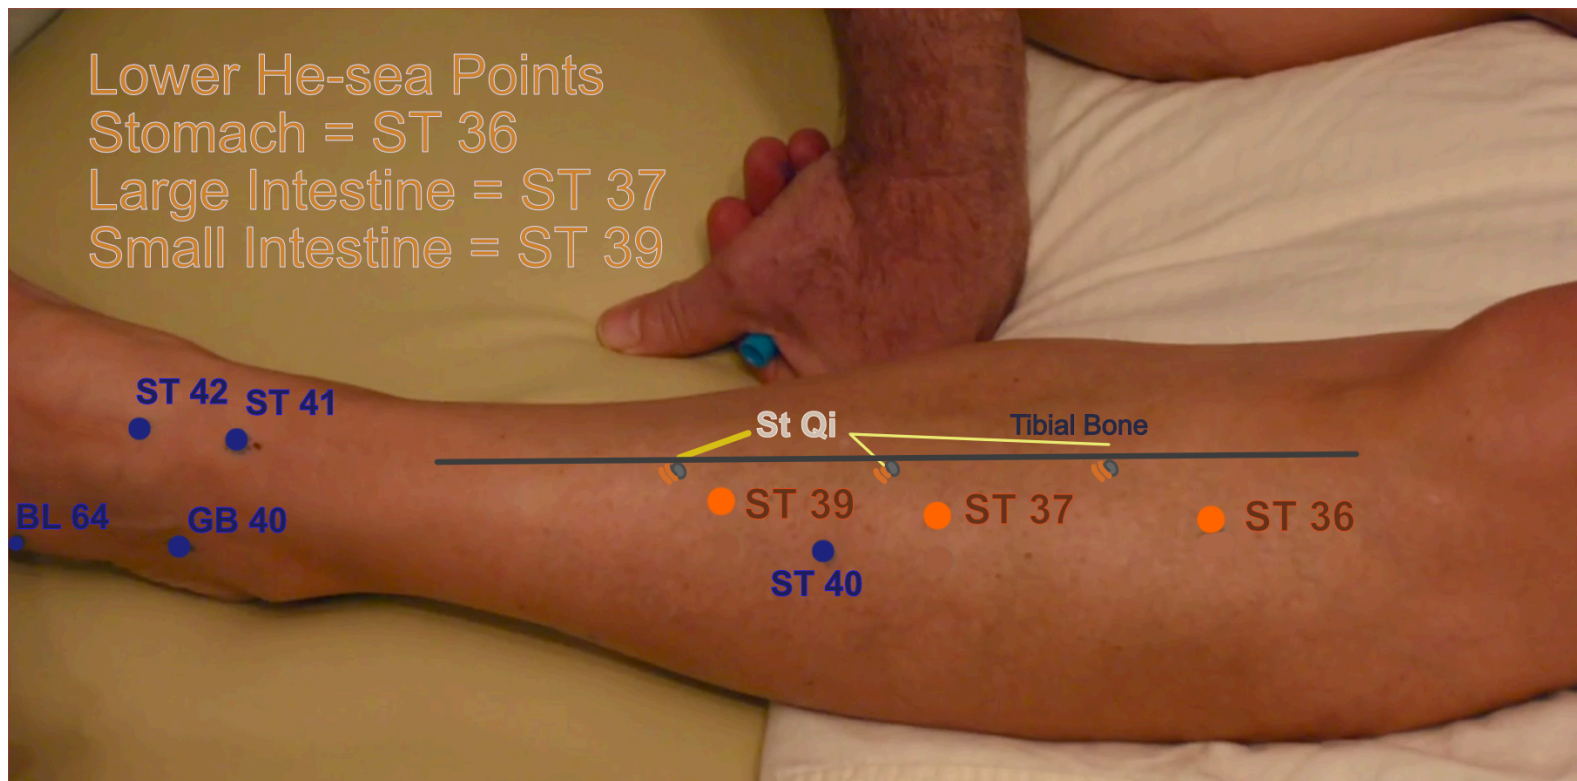 Lower He-sea Points
Stomach = ST 36
Large Intestine = ST 37
Small Intestine = ST 39
ST 42
ST 41
St Qi
Tibial Bone
ST 39
ST 37
ST 36
BL 64
GB 40
ST 40